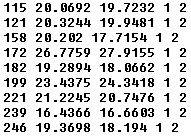 115 20.0692 19.7232 1 2
121 20.3244 19.9481 1 2
158 20.202 17.7154 1 2
172 26.7759 27.9155 1 2
182 19.2894 18.0662 1 2
199 23.4375 24.3418 1 2
221 21.2245 20.7476 1 2
239 16.4366 16.6603 1 2
246 19.3698 18.194 1 2